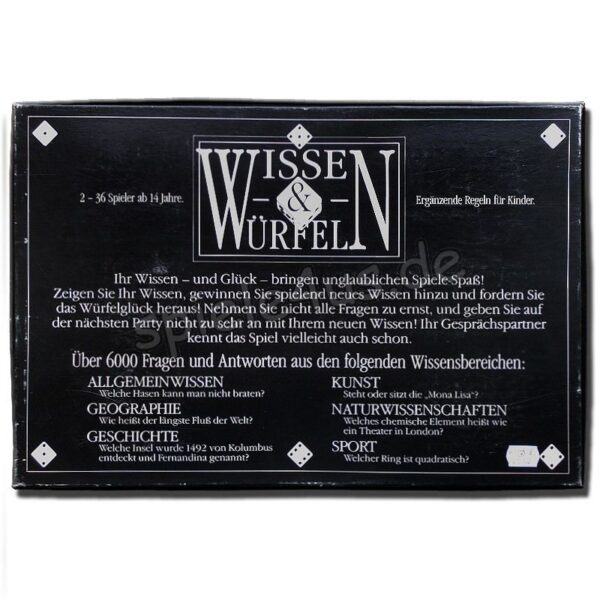 WISSEN
&
WÜRFELN
2 – 36 Spieler ab 14 Jahre.
Ergänzende Regeln für Kinder.
Ihr Wissen – und Glück – bringen unglaublichen Spiele-Spaß!
Zeigen Sie Ihr Wissen, gewinnen Sie spielend neues Wissen hinzu und fordern Sie
das Würfelglück heraus! Nehmen Sie nicht alle Fragen zu ernst, und geben Sie auf
der nächsten Party nicht zu sehr an mit Ihrem neuen Wissen! Ihr Gesprächspartner
kennt das Spiel vielleicht auch schon.
Über 6000 Fragen und Antworten aus den folgenden Wissensbereichen:
ALLGEMEINWISSEN
Welche Hasen kann man nicht braten?
GEOGRAPHIE
Wie heißt der längste Fluß der Welt?
GESCHICHTE
Welche Insel wurde 1492 von Kolumbus
entdeckt und Fernandina genannt?
KUNST
Steht oder sitzt die „Mona Lisa“?
NATURWISSENSCHAFTEN
Welches chemische Element heißt wie
ein Theater in London?
SPORT
Welcher Ring ist quadratisch?
spiele4us.de